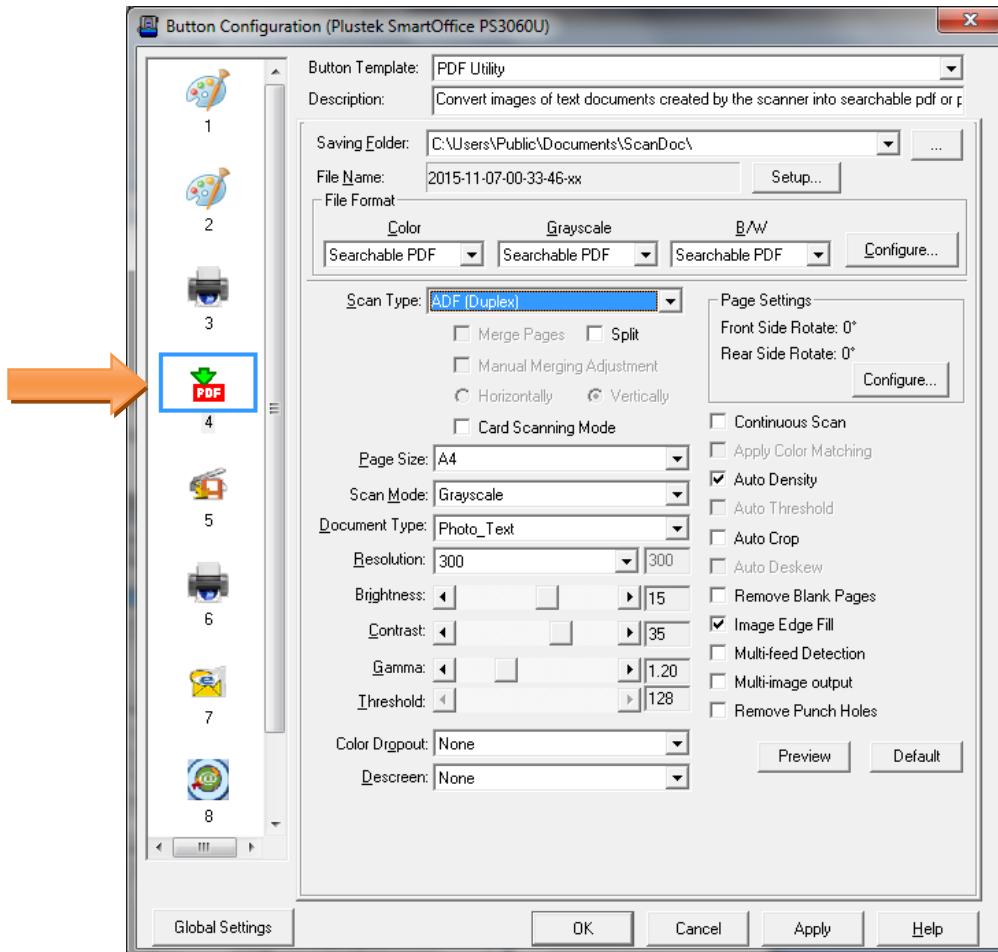 Button Configuration (Plustek SmartOffice PS3060U)
Button Template: PDF Utility
Description: Convert images of text documents created by the scanner into searchable pdf or p
Saving Folder: C:\Users\Public\Documents\ScanDoc\ ...
File Name: 2015-11-07-00-33-46-xx Setup...
File Format
Color Grayscale B/W
Searchable PDF Searchable PDF Searchable PDF Configure...
Scan Type: ADF (Duplex)
Merge Pages Split
Manual Merging Adjustment
Horizontally Vertically
Card Scanning Mode
Page Size: A4
Scan Mode: Grayscale
Document Type: Photo_Text
Resolution: 300 300
Brightness: 15
Contrast: 35
Gamma: 1.20
Threshold: 128
Color Dropout: None
Descreen: None
Page Settings
Front Side Rotate: 0°
Rear Side Rotate: 0°
Configure...
Continuous Scan
Apply Color Matching
Auto Density
Auto Threshold
Auto Crop
Auto Deskew
Remove Blank Pages
Image Edge Fill
Multi-feed Detection
Multi-image output
Remove Punch Holes
Preview Default
1
2
3
PDF
4
5
6
7
8
Global Settings OK Cancel Apply Help